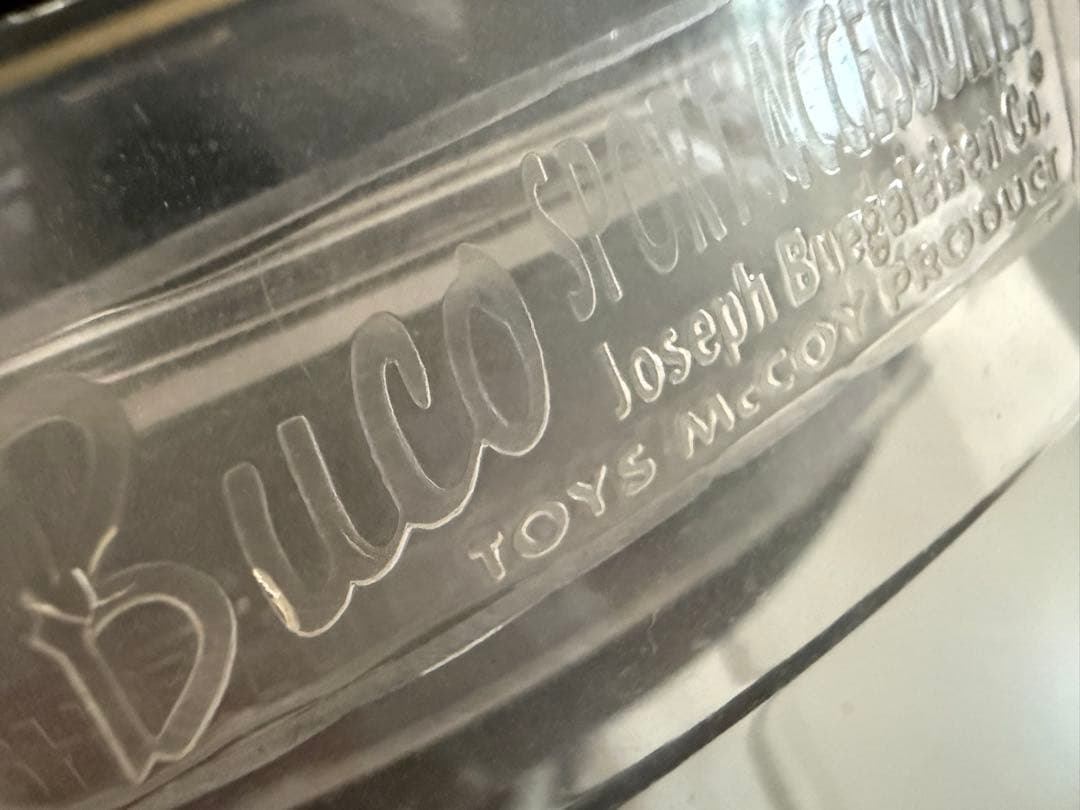 Buco SPORT ACCESSORIES
Joseph Buegeleisen Co.
TOYS McCOY PRODUCT